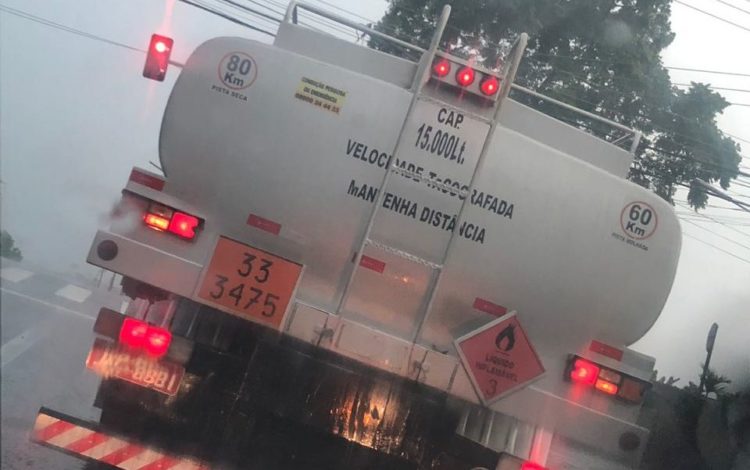 80
Km
PISTA SECA
CAP.
15.000Lt.
VELOCIDADE TACOGRAFADA
MANTENHA DISTÂNCIA
60
Km
PISTA MOLHADA
33
3475
LÍQUIDO
INFLAMÁVEL
3